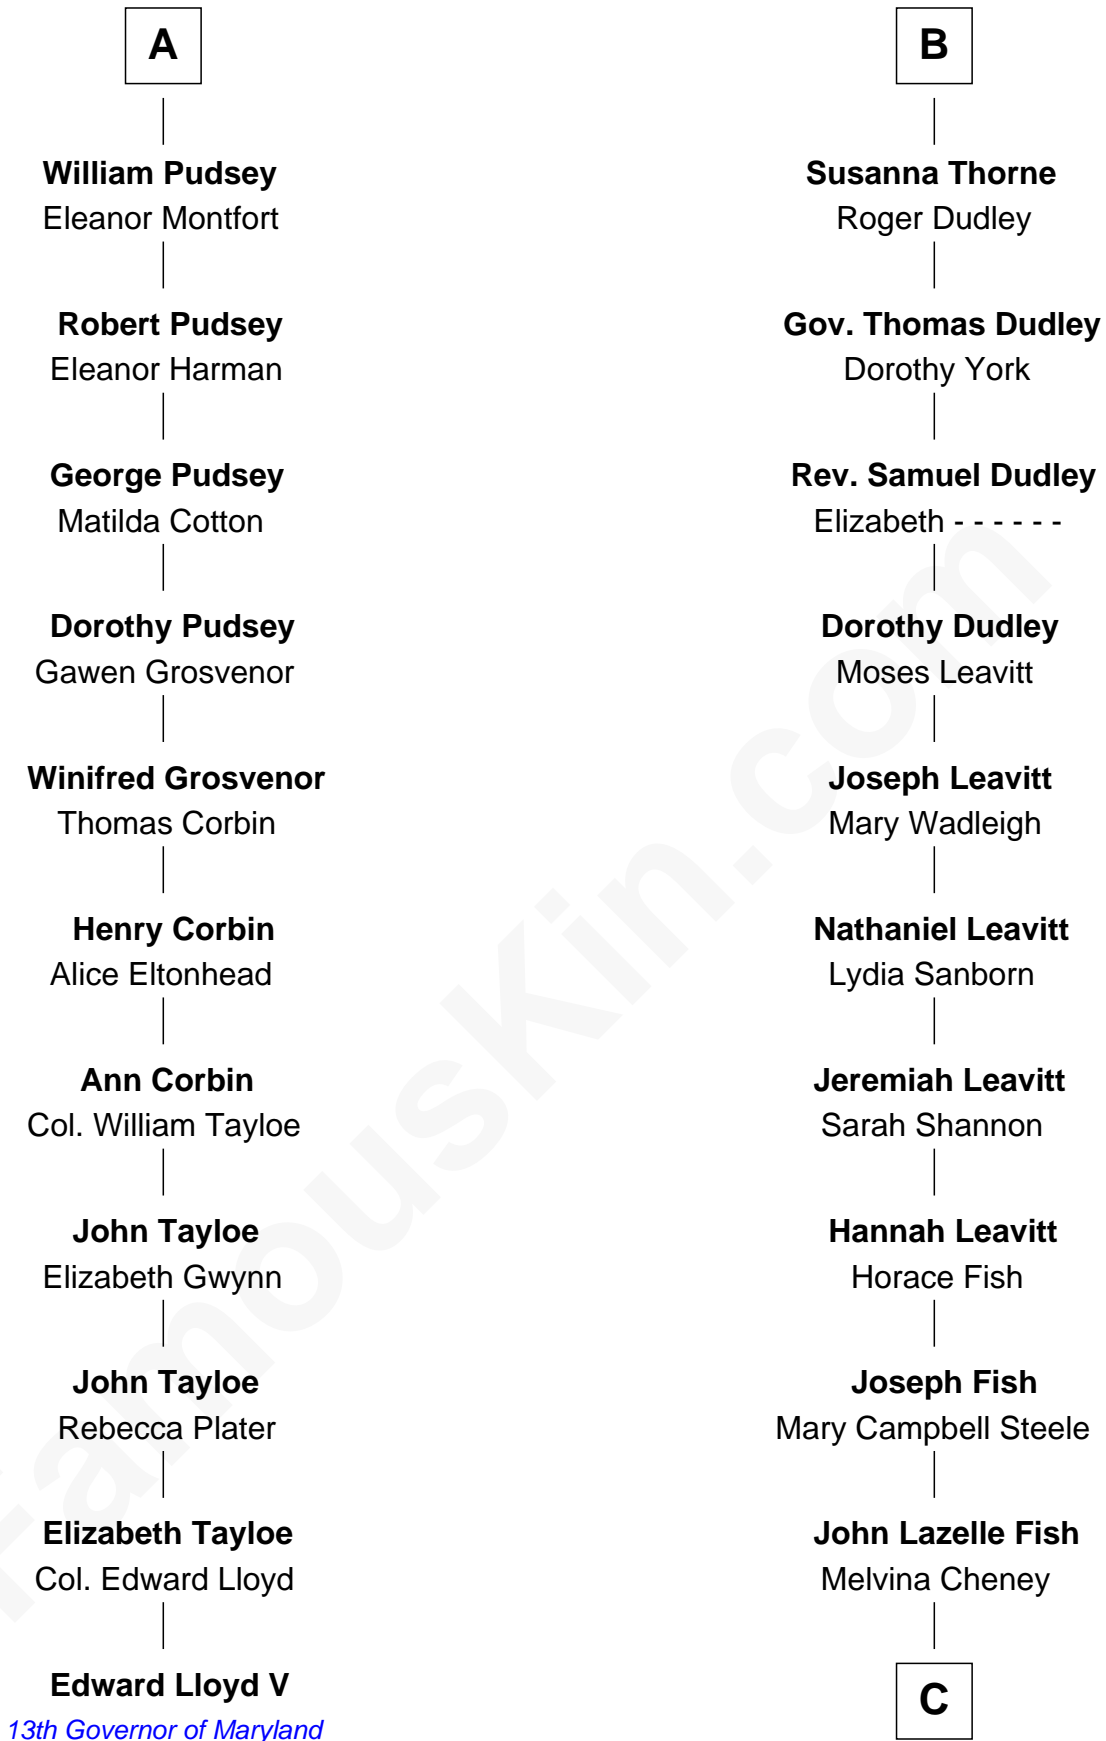 A
William Pudsey
Eleanor Montfort
Robert Pudsey
Eleanor Harman
George Pudsey
Matilda Cotton
Dorothy Pudsey
Gawen Grosvenor
Winifred Grosvenor
Thomas Corbin
Henry Corbin
Alice Eltonhead
Ann Corbin
Col. William Tayloe
John Tayloe
Elizabeth Gwynn
John Tayloe
Rebecca Plater
Elizabeth Tayloe
Col. Edward Lloyd
Edward Lloyd V
13th Governor of Maryland
B
Susanna Thorne
Roger Dudley
Gov. Thomas Dudley
Dorothy York
Rev. Samuel Dudley
Elizabeth - - - - - -
Dorothy Dudley
Moses Leavitt
Joseph Leavitt
Mary Wadleigh
Nathaniel Leavitt
Lydia Sanborn
Jeremiah Leavitt
Sarah Shannon
Hannah Leavitt
Horace Fish
Joseph Fish
Mary Campbell Steele
John Lazelle Fish
Melvina Cheney
C
FamousKin.com